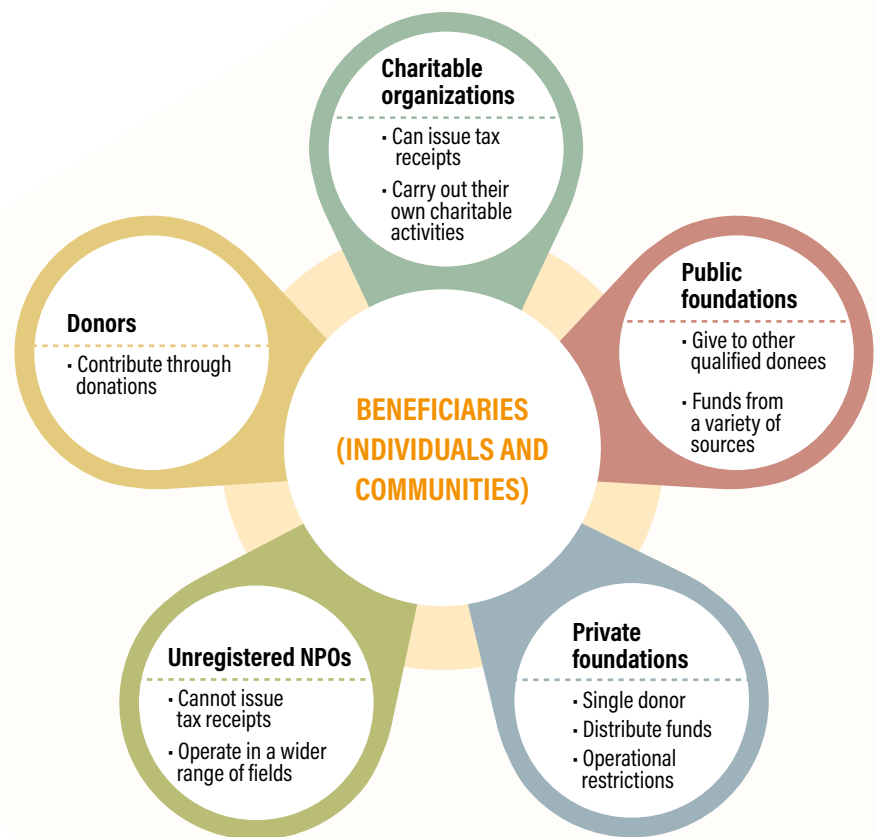 Charitable
organizations
· Can issue tax
receipts
· Carry out their
own charitable
activities
Public
foundations
· Give to other
qualified donees
· Funds from
a variety of
sources
Donors
· Contribute through
donations
BENEFICIARIES
(INDIVIDUALS AND
COMMUNITIES)
Unregistered NPOs
· Cannot issue
tax receipts
· Operate in a wider
range of fields
Private
foundations
· Single donor
· Distribute funds
· Operational
restrictions